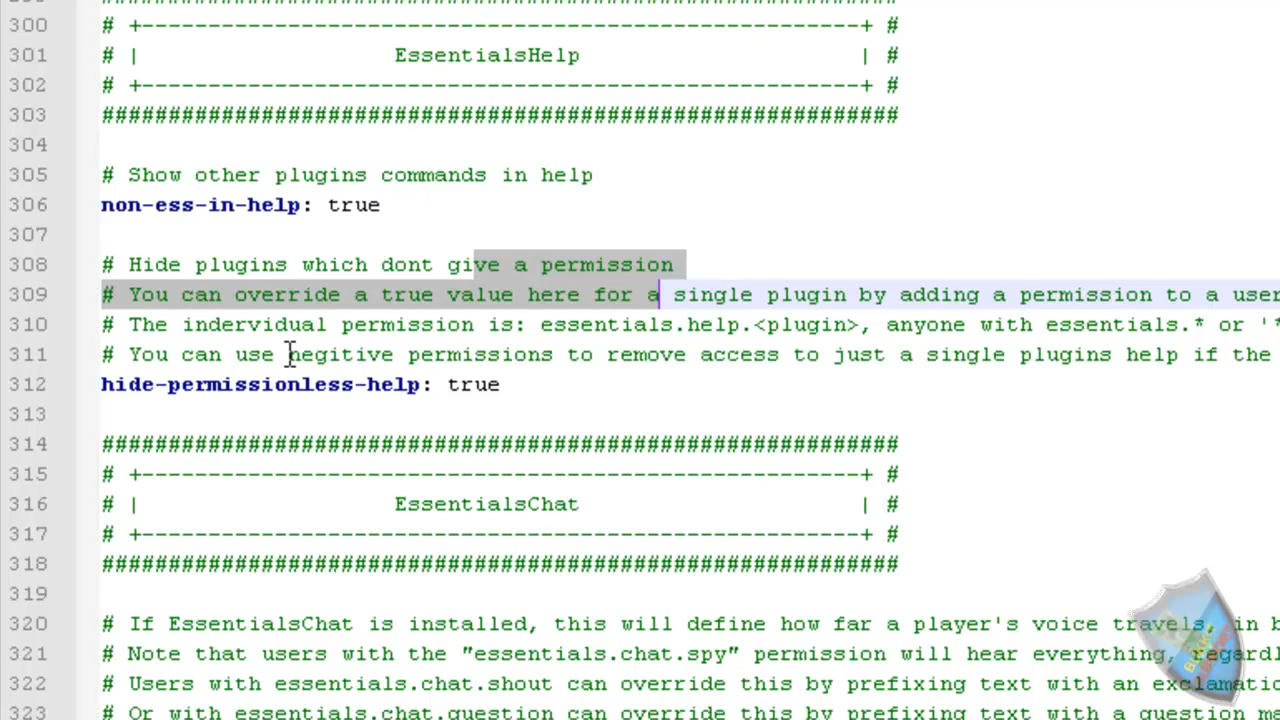 300 # +------------------------------------------------------+ #
301 # | EssentialsHelp | #
302 # +------------------------------------------------------+ #
303 ############################################################
304
305 # Show other plugins commands in help
306 non-ess-in-help: true
307
308 # Hide plugins which dont give a permission
309 # You can override a true value here for a single plugin by adding a permission to a user
310 # The indervidual permission is: essentials.help.<plugin>, anyone with essentials.* or '*
311 # You can use negitive permissions to remove access to just a single plugins help if the
312 hide-permissionless-help: true
313
314 ############################################################
315 # +------------------------------------------------------+ #
316 # | EssentialsChat | #
317 # +------------------------------------------------------+ #
318 ############################################################
319
320 # If EssentialsChat is installed, this will define how far a player's voice travels, in b
321 # Note that users with the "essentials.chat.spy" permission will hear everything, regardl
322 # Users with essentials.chat.shout can override this by prefixing text with an exclamatio
323 # Or with essentials.chat.question can override this by prefixing text with a question ma